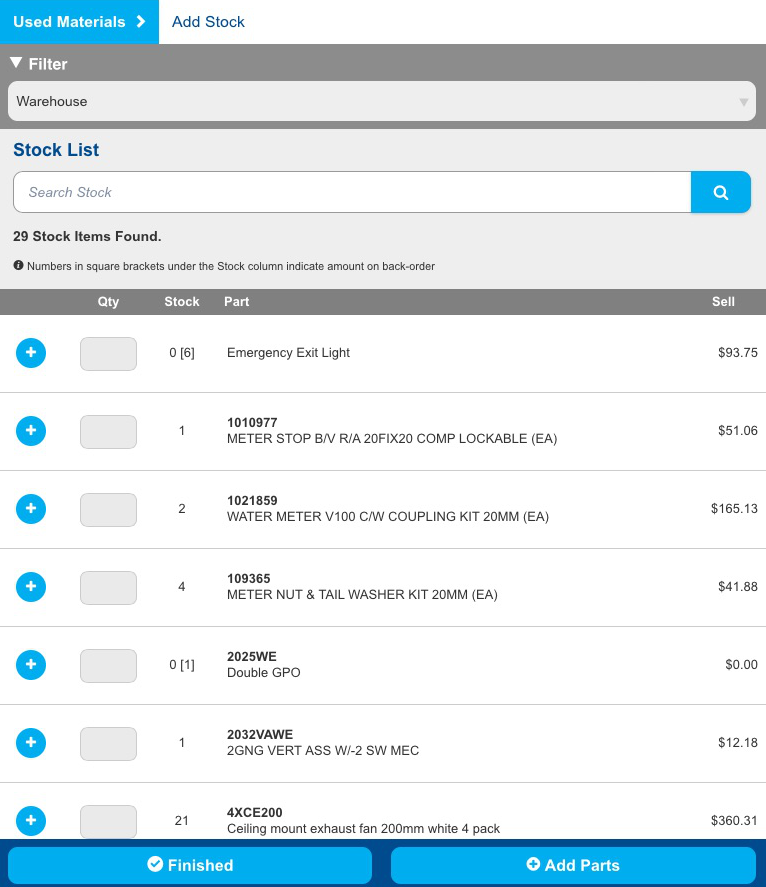 Used Materials Add Stock
Filter
Warehouse
Stock List
Search Stock
29 Stock Items Found.
Numbers in square brackets under the Stock column indicate amount on back-order
Qty Stock Part Sell
0 [6] Emergency Exit Light $93.75
1010977
1 METER STOP B/V R/A 20FIX20 COMP LOCKABLE (EA) $51.06
1021859
2 WATER METER V100 C/W COUPLING KIT 20MM (EA) $165.13
109365
4 METER NUT & TAIL WASHER KIT 20MM (EA) $41.88
2025WE
0 [1] Double GPO $0.00
2032VAWE
1 2GNG VERT ASS W/-2 SW MEC $12.18
4XCE200
21 Ceiling mount exhaust fan 200mm white 4 pack $360.31
Finished Add Parts